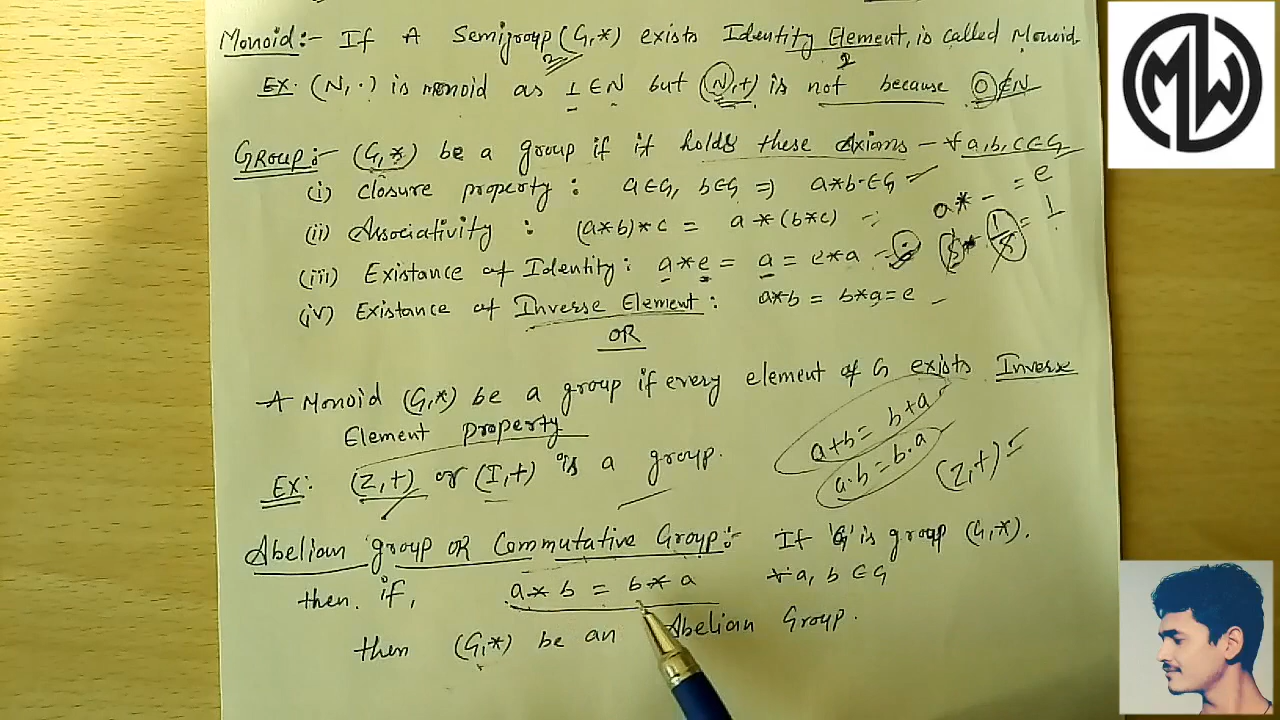 Monoid:- If A Semigroup (G,*) exists Identity Element, is called Monoid.
2 2
EX: (N, ·) is monoid as 1 ∈ N but (N,+) is not because 0 ∉ N
GROUP:- (G,*) be a group if it holds these Axioms - ∀ a,b,c∈G
(i) closure property : a∈G, b∈G ⇒ a*b∈G
(ii) Associativity : (a*b)*c = a*(b*c)
a* - = e
(iii) Existance of Identity: a*e = a = e*a
(iv) Existance of Inverse Element: a*b = b*a = e
OR
A Monoid (G,*) be a group if every element of G exists Inverse
Element property
a+b = b+a
a·b = b·a
(Z,+) =
EX: (Z,+) or (I,+) is a group.
Abelian group OR Commutative Group:- If 'G' is group (G,*).
then if, a*b = b*a ∀ a, b ∈ G
then (G,*) be an Abelian Group.
MW